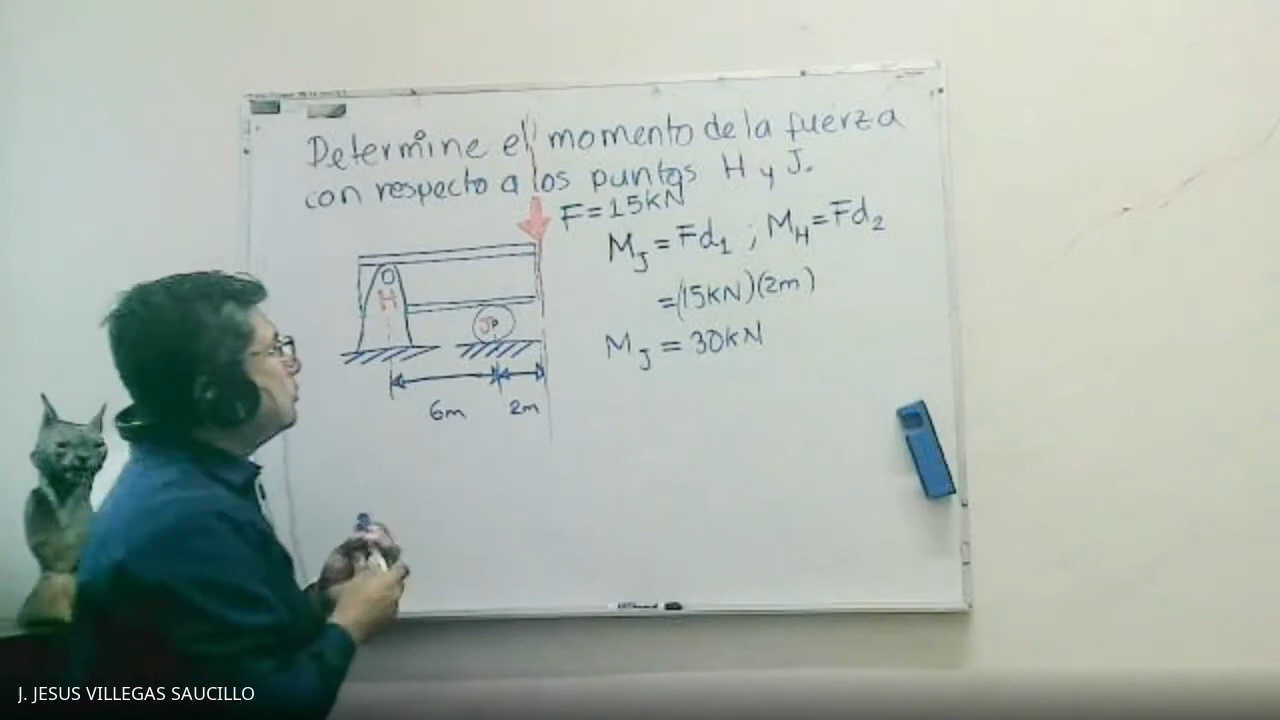 Determine el momento de la fuerza
con respecto a los puntos H y J.
F=15kN
M_J = Fd_1 ; M_H = Fd_2
=(15kN)(2m)
M_J = 30kN
H
J
6m 2m
J. JESUS VILLEGAS SAUCILLO